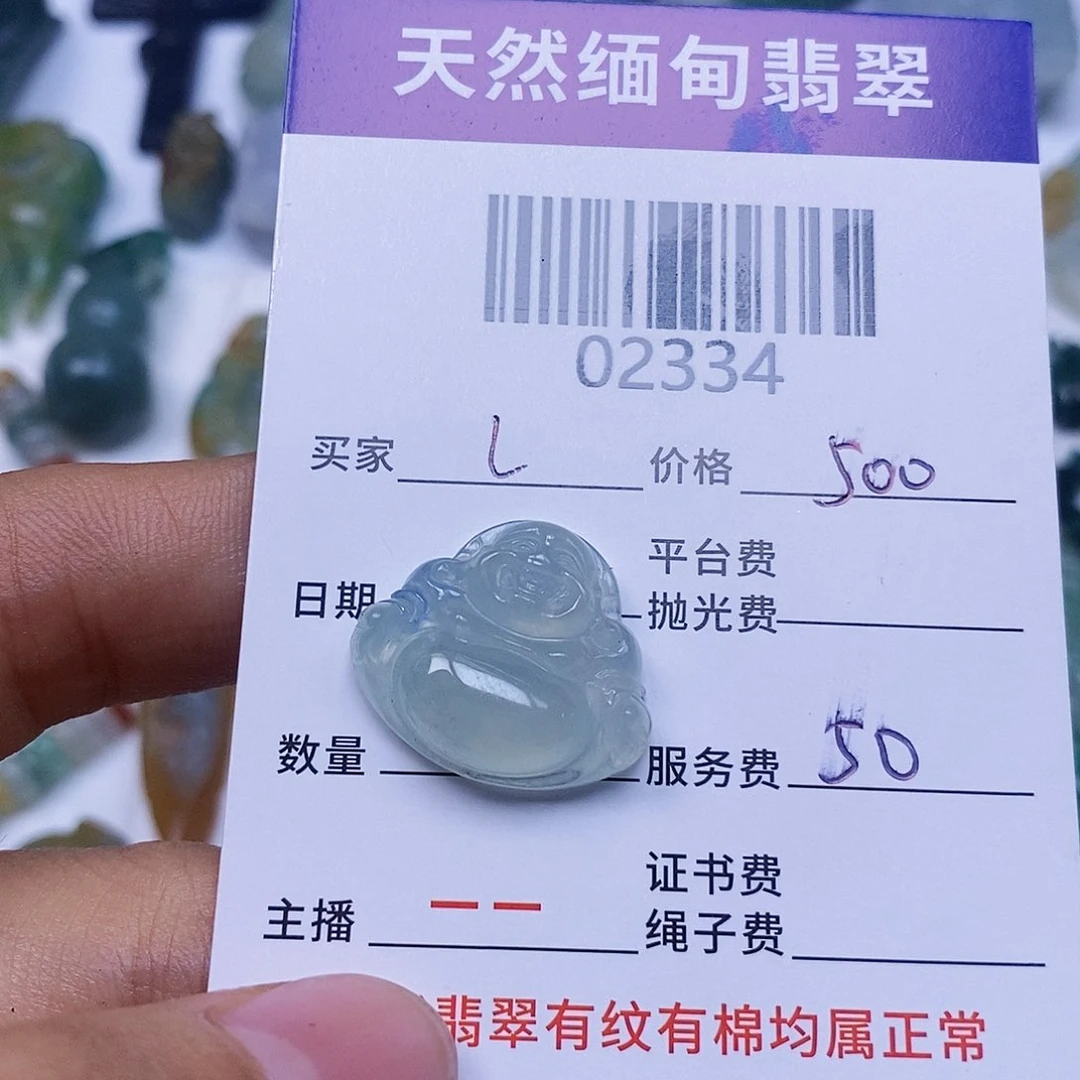 天然缅甸翡翠
02334
买家 L 价格 500
平台费
日期 抛光费
数量 服务费 50
证书费
主播 一一 绳子费
翡翠有纹有棉均属正常